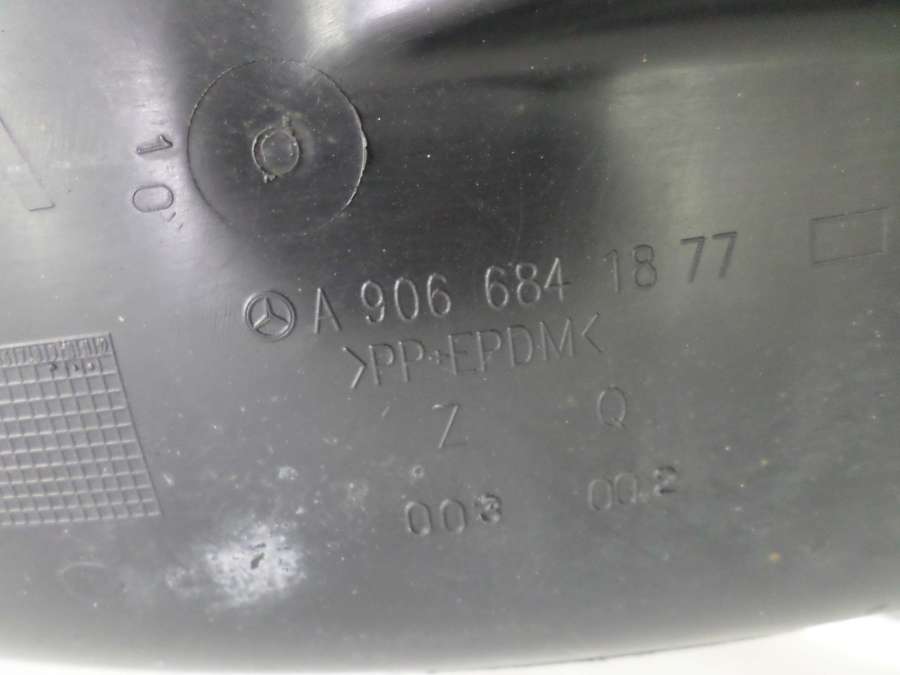 10
A 906 684 18 77
>PP+EPDM<
Z Q
003 002